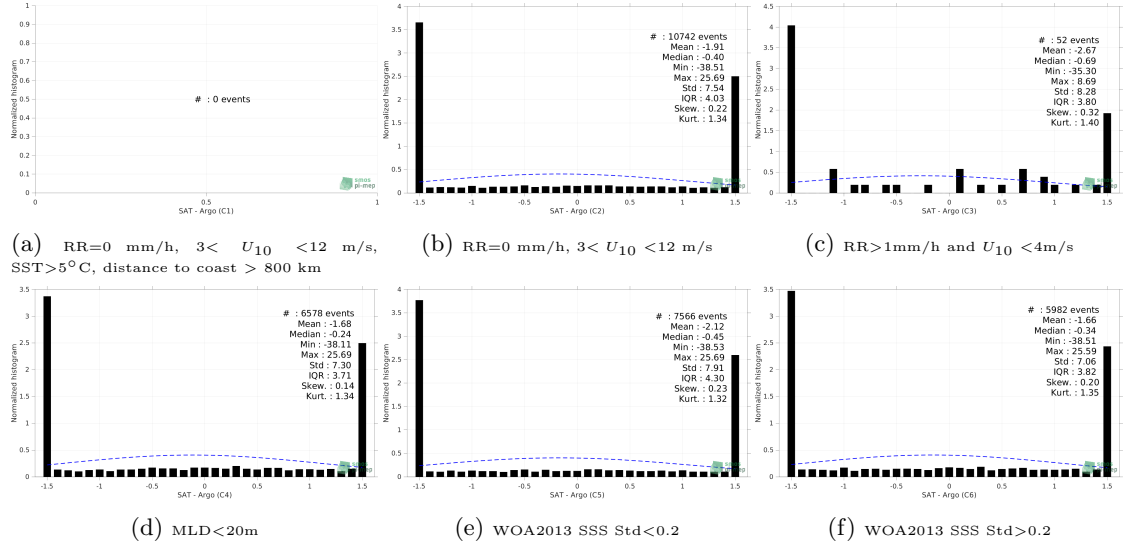 1
0.9
0.8
0.7
0.6
0.5
0.4
0.3
0.2
0.1
0
Normalized histogram
# : 0 events
smos
pi-mep
0 0.5 1
SAT - Argo (C1)
(a) RR=0 mm/h, 3< U10 <12 m/s,
SST>5°C, distance to coast > 800 km
4
3.5
3
2.5
2
1.5
1
0.5
0
Normalized histogram
# : 10742 events
Mean : -1.91
Median : -0.40
Min : -38.51
Max : 25.69
Std : 7.54
IQR : 4.03
Skew. : 0.22
Kurt. : 1.34
-1.5 -1 -0.5 0 0.5 1 1.5
SAT - Argo (C2)
(b) RR=0 mm/h, 3< U10 <12 m/s
4.5
4
3.5
3
2.5
2
1.5
1
0.5
0
Normalized histogram
# : 52 events
Mean : -2.67
Median : -0.69
Min : -35.30
Max : 8.69
Std : 8.28
IQR : 3.80
Skew. : 0.32
Kurt. : 1.40
-1.5 -1 -0.5 0 0.5 1 1.5
SAT - Argo (C3)
(c) RR>1mm/h and U10 <4m/s
3.5
3
2.5
2
1.5
1
0.5
0
Normalized histogram
# : 6578 events
Mean : -1.68
Median : -0.24
Min : -38.11
Max : 25.69
Std : 7.30
IQR : 3.71
Skew. : 0.14
Kurt. : 1.34
-1.5 -1 -0.5 0 0.5 1 1.5
SAT - Argo (C4)
(d) MLD<20m
4
3.5
3
2.5
2
1.5
1
0.5
0
Normalized histogram
# : 7566 events
Mean : -2.12
Median : -0.45
Min : -38.53
Max : 25.69
Std : 7.91
IQR : 4.30
Skew. : 0.23
Kurt. : 1.32
-1.5 -1 -0.5 0 0.5 1 1.5
SAT - Argo (C5)
(e) WOA2013 SSS Std<0.2
3.5
3
2.5
2
1.5
1
0.5
0
Normalized histogram
# : 5982 events
Mean : -1.66
Median : -0.34
Min : -38.51
Max : 25.59
Std : 7.06
IQR : 3.82
Skew. : 0.20
Kurt. : 1.35
-1.5 -1 -0.5 0 0.5 1 1.5
SAT - Argo (C6)
(f) WOA2013 SSS Std>0.2